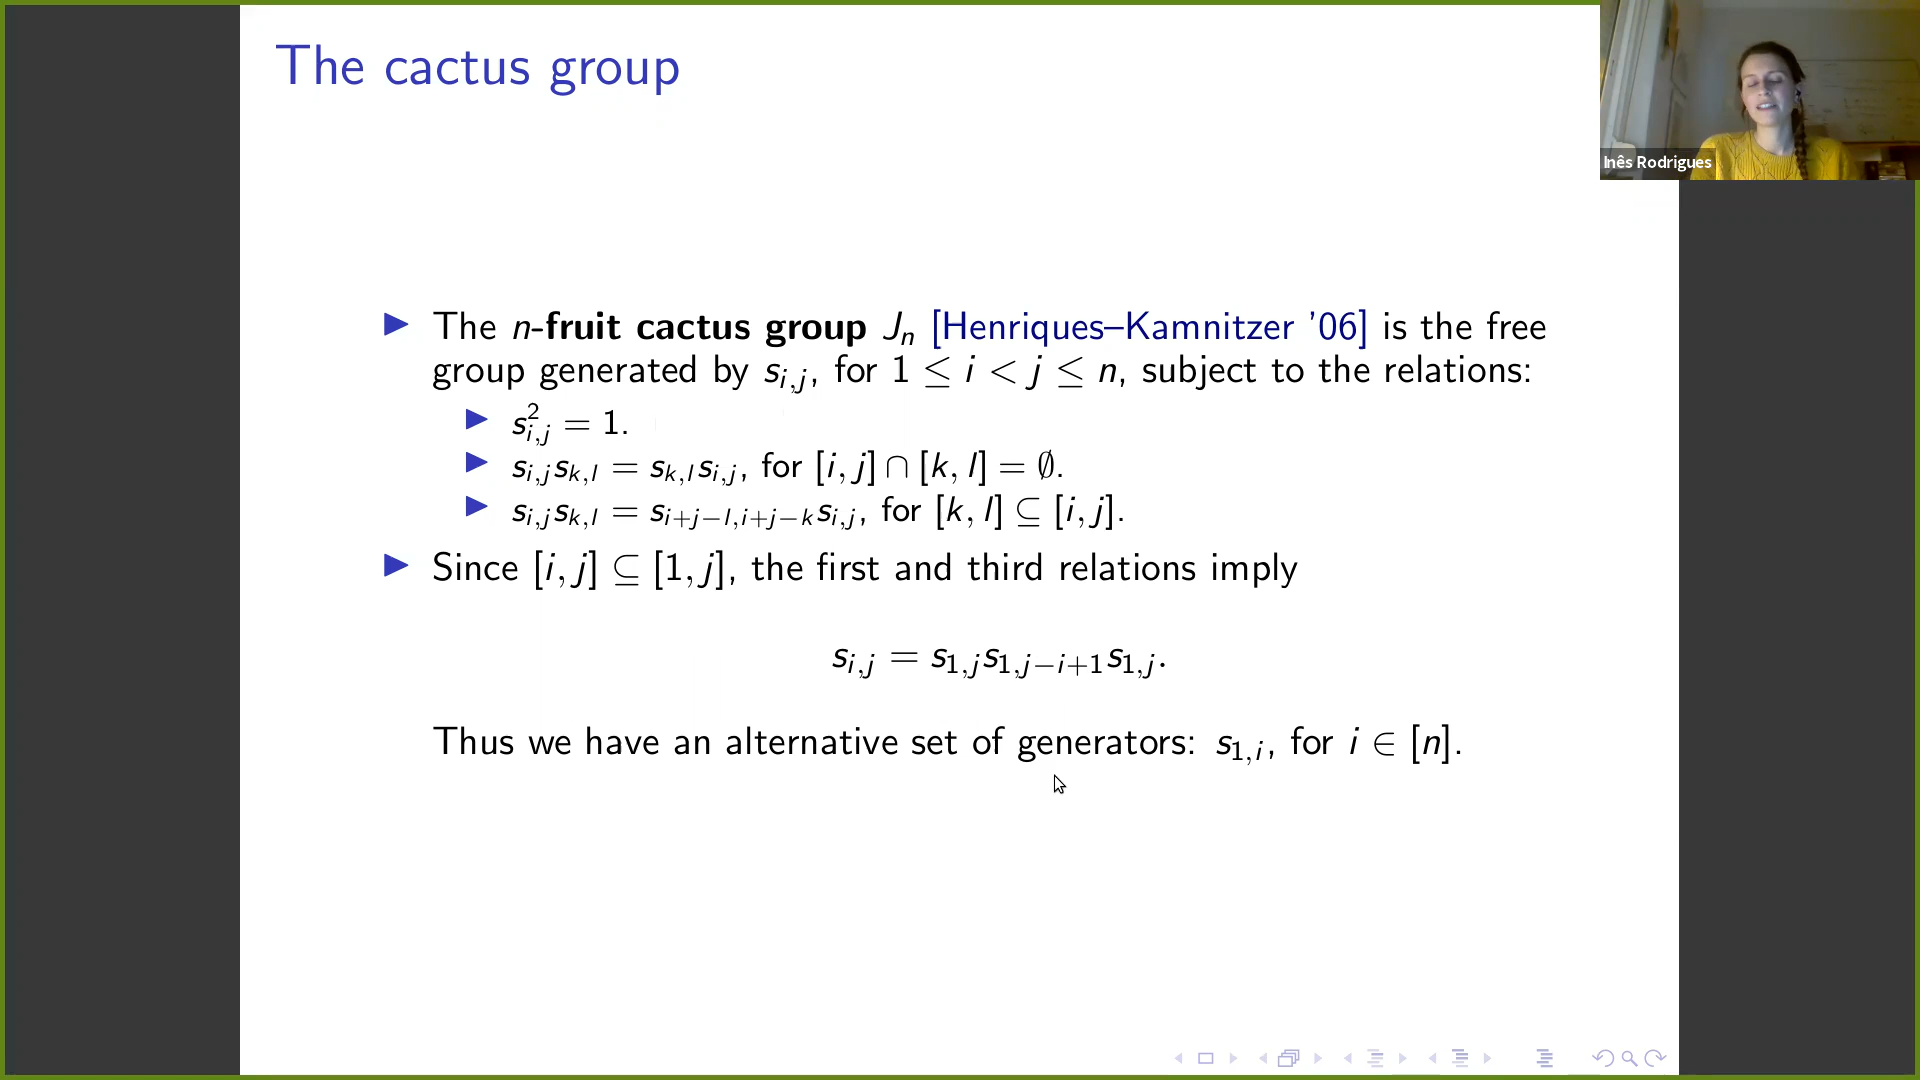 The cactus group
Inês Rodrigues
▶ The n-fruit cactus group Jₙ [Henriques–Kamnitzer ’06] is the free
group generated by s_{i,j}, for 1 ≤ i < j ≤ n, subject to the relations:
▶ s²_{i,j} = 1.
▶ s_{i,j}s_{k,l} = s_{k,l}s_{i,j}, for [i, j] ∩ [k, l] = ∅.
▶ s_{i,j}s_{k,l} = s_{i+j−l,i+j−k}s_{i,j}, for [k, l] ⊆ [i, j].
▶ Since [i, j] ⊆ [1, j], the first and third relations imply
s_{i,j} = s_{1,j}s_{1,j−i+1}s_{1,j}.
Thus we have an alternative set of generators: s_{1,i}, for i ∈ [n].